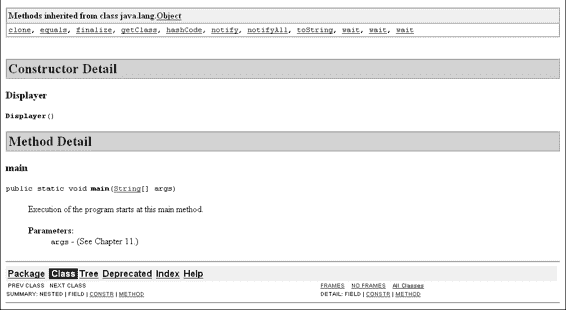 Methods inherited from class java.lang.Object
clone, equals, finalize, getClass, hashCode, notify, notifyAll, toString, wait, wait, wait
Constructor Detail
Displayer
Displayer()
Method Detail
main
public static void main(String[] args)
Execution of the program starts at this main method.
Parameters:
args - (See Chapter 11.)
Package Class Tree Deprecated Index Help
PREV CLASS NEXT CLASS
FRAMES NO FRAMES All Classes
SUMMARY: NESTED | FIELD | CONSTR | METHOD
DETAIL: FIELD | CONSTR | METHOD